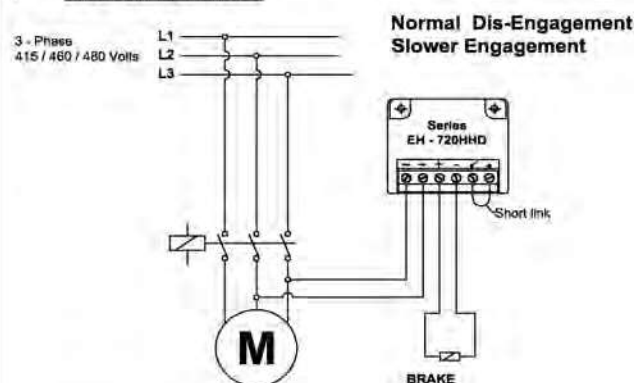 Normal Dis-Engagement
Slower Engagement
3 - Phase
415 / 460 / 480 Volts
L1
L2
L3
Series
EH - 720HHD
~ ~ + -
Short link
M
BRAKE